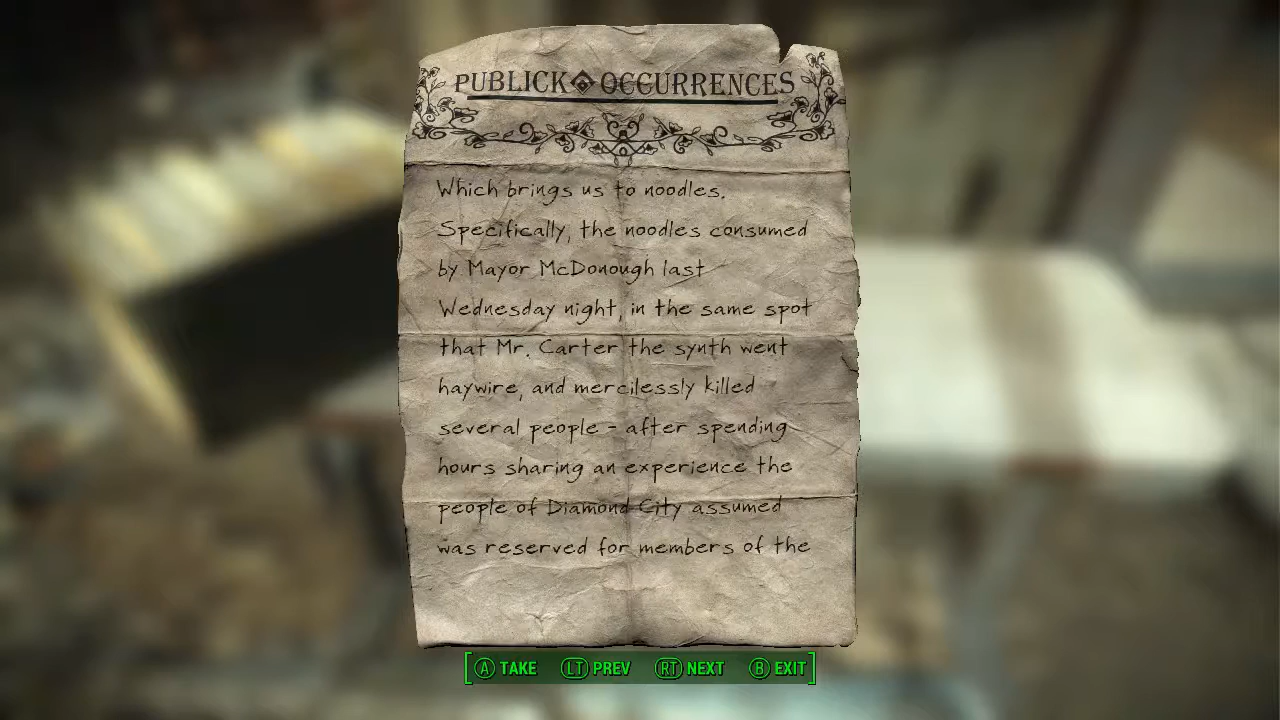 PUBLICK OCCURRENCES
Which brings us to noodles.
Specifically, the noodles consumed
by Mayor McDonough last
Wednesday night, in the same spot
that Mr. Carter the synth went
haywire, and mercilessly killed
several people - after spending
hours sharing an experience the
people of Diamond City assumed
was reserved for members of the
A TAKE LT PREV RT NEXT B EXIT